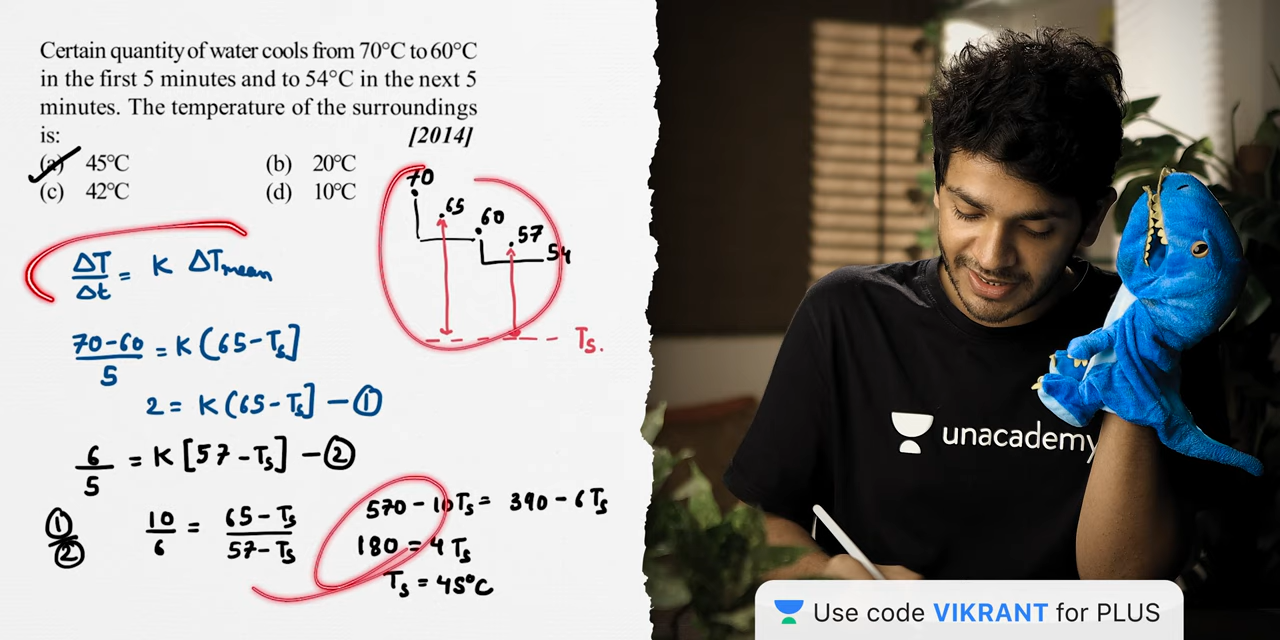 Certain quantity of water cools from 70°C to 60°C
in the first 5 minutes and to 54°C in the next 5
minutes. The temperature of the surroundings
is: [2014]
(a) 45°C (b) 20°C
(c) 42°C (d) 10°C
70
65
60
57
54
Ts.
ΔT/Δt = K ΔTmean
70-60/5 = K(65-Ts]
2 = K(65-Ts] — ①
6/5 = K[57-Ts] — ②
①/② 10/6 = 65-Ts/57-Ts
570 - 10Ts = 390 - 6Ts
180 = 4Ts
Ts = 45°C
unacademy
Use code VIKRANT for PLUS